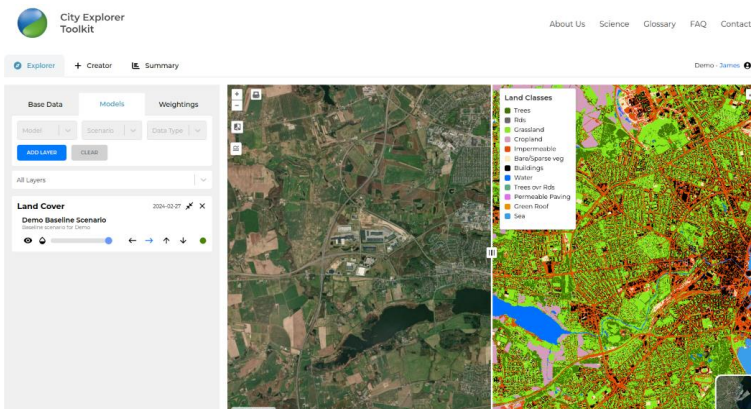 City Explorer
Toolkit
About Us Science Glossary FAQ Contact
Explorer + Creator Summary
Demo - James
Base Data Models Weightings
Model Scenario Data Type
ADD LAYER CLEAR
All Layers
Land Cover 2024-02-27
Demo Baseline Scenario
Baseline scenario for Demo
Land Classes
Trees
Rds
Grassland
Cropland
Impermeable
Bare/Sparse veg
Buildings
Water
Trees ovr Rds
Permeable Paving
Green Roof
Sea